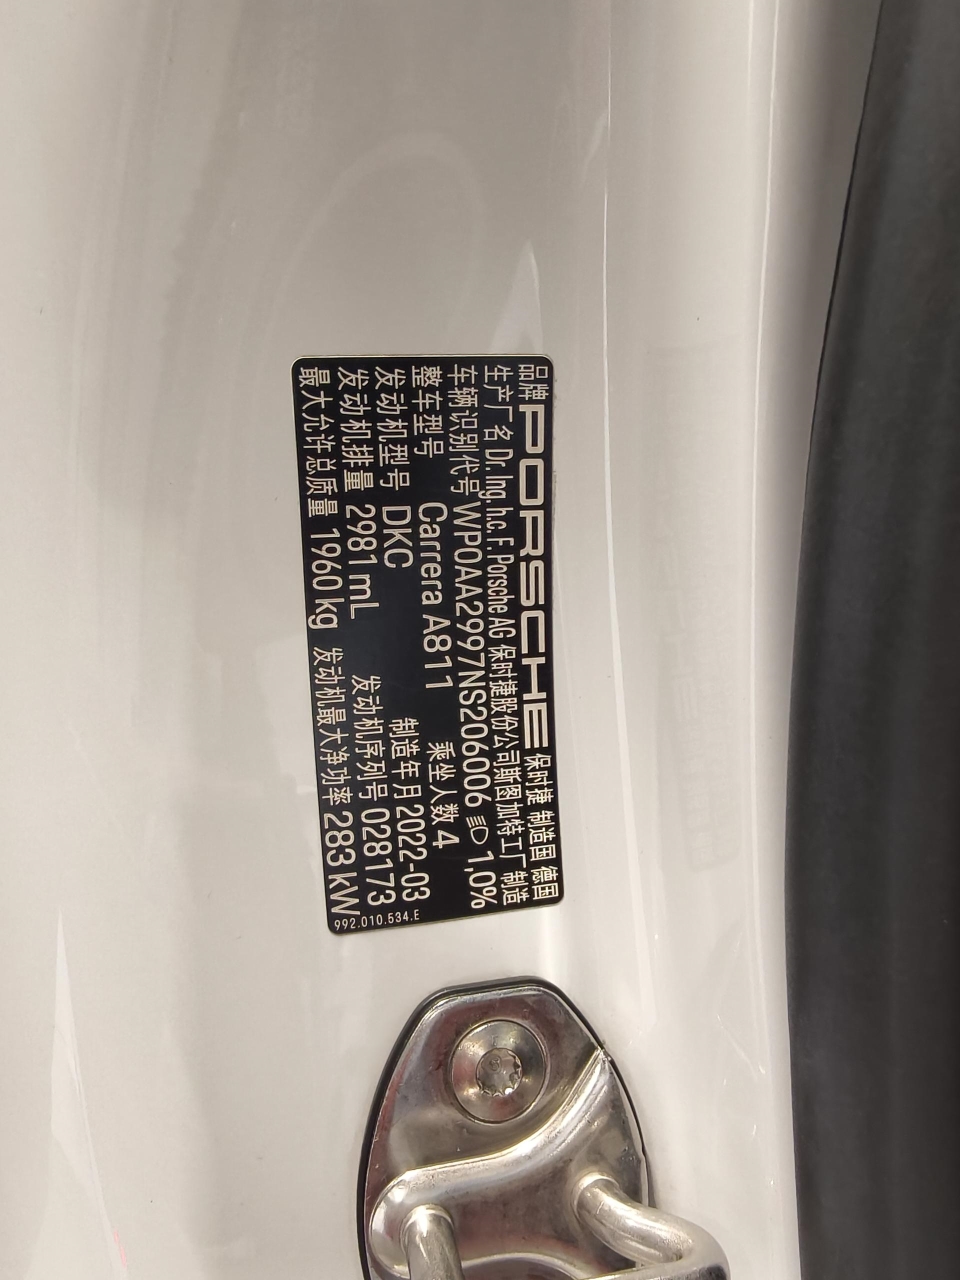 品牌 PORSCHE 保时捷 制造国 德国
生产厂名 Dr. Ing. h.c. F. Porsche AG 保时捷股份公司斯图加特工厂制造
车辆识别代号 WP0AA2997NS206006 1,0%
整车型号 Carrera A811 乘坐人数 4
发动机型号 DKC 制造年月 2022-03
发动机排量 2981 mL 发动机序列号 028173
最大允许总质量 1960 kg 发动机最大净功率 283 kW
992.010.534.E